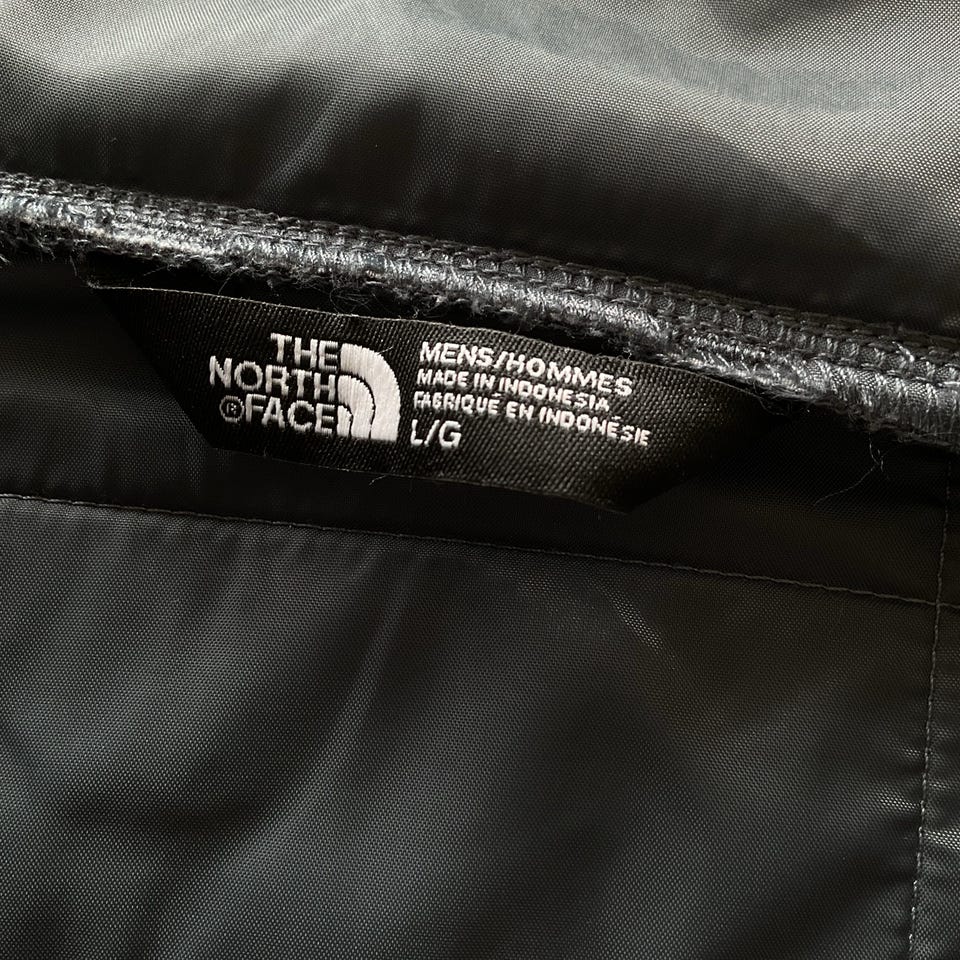 THE
NORTH
®FACE
MENS/HOMMES
MADE IN INDONESIA
FABRIQUÉ EN INDONÉSIE
L/G